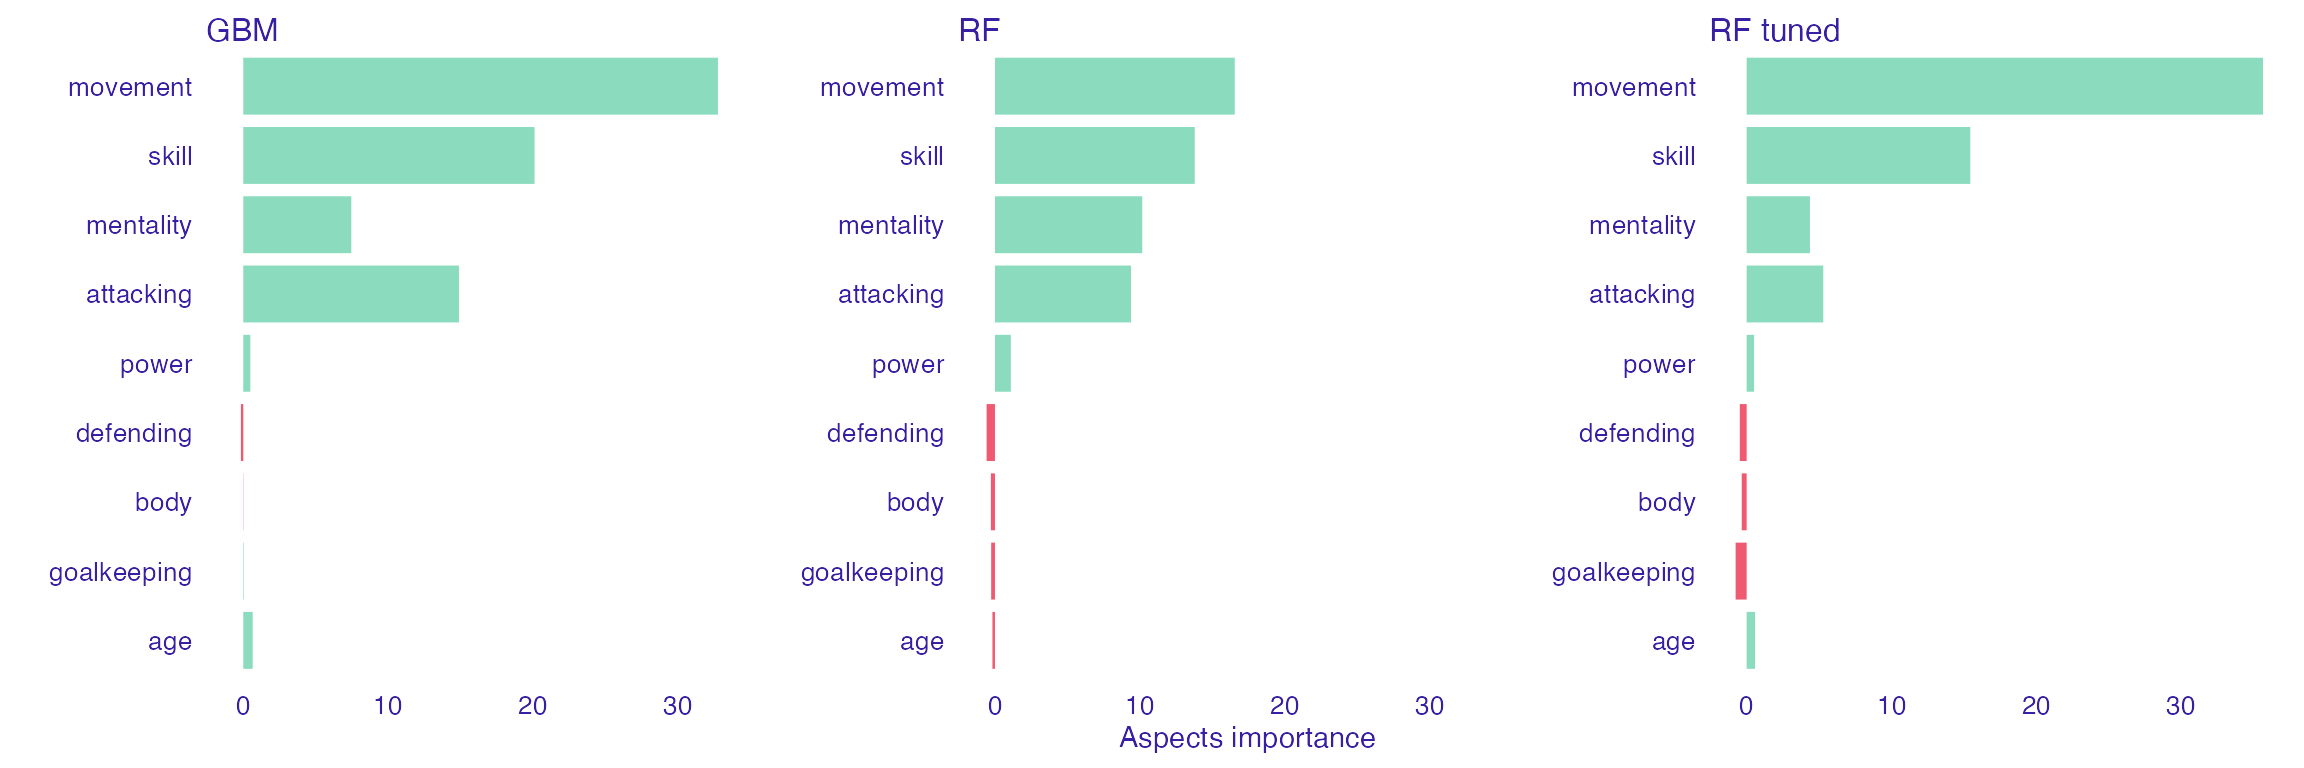 GBM
movement
skill
mentality
attacking
power
defending
body
goalkeeping
age
0 10 20 30
RF
movement
skill
mentality
attacking
power
defending
body
goalkeeping
age
0 10 20 30
RF tuned
movement
skill
mentality
attacking
power
defending
body
goalkeeping
age
0 10 20 30
Aspects importance